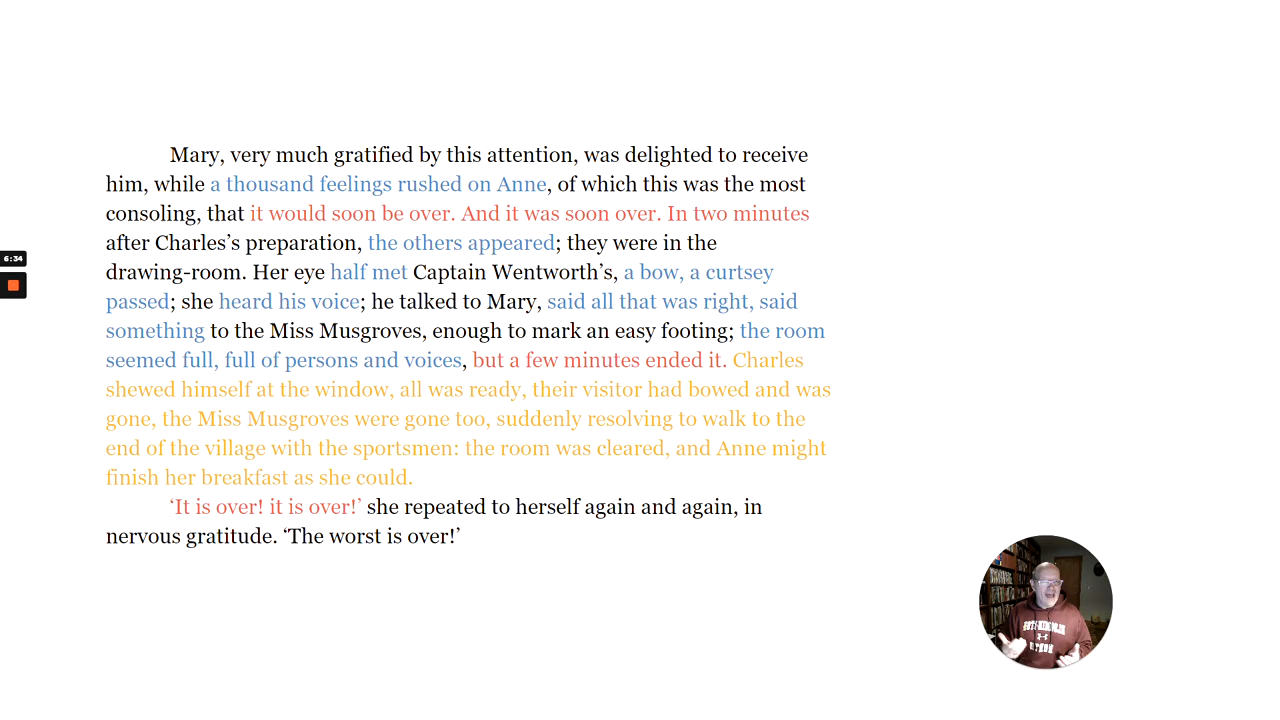 Mary, very much gratified by this attention, was delighted to receive
him, while a thousand feelings rushed on Anne, of which this was the most
consoling, that it would soon be over. And it was soon over. In two minutes
after Charles’s preparation, the others appeared; they were in the
drawing-room. Her eye half met Captain Wentworth’s, a bow, a curtsey
passed; she heard his voice; he talked to Mary, said all that was right, said
something to the Miss Musgroves, enough to mark an easy footing; the room
seemed full, full of persons and voices, but a few minutes ended it. Charles
shewed himself at the window, all was ready, their visitor had bowed and was
gone, the Miss Musgroves were gone too, suddenly resolving to walk to the
end of the village with the sportsmen: the room was cleared, and Anne might
finish her breakfast as she could.
‘It is over! it is over!’ she repeated to herself again and again, in
nervous gratitude. ‘The worst is over!’
6:34